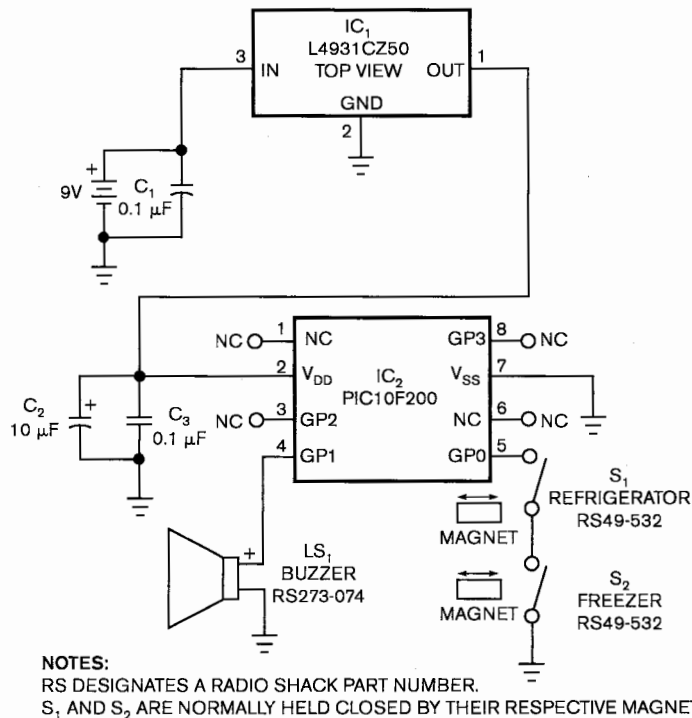 IC1
L4931CZ50
TOP VIEW
3
IN
OUT
1
GND
2
+
9V
C1
0.1 µF
NC
1
NC
GP3
8
NC
2
VDD
IC2
PIC10F200
VSS
7
C2
10 µF
+
C3
0.1 µF
NC
3
GP2
NC
6
NC
4
GP1
GP0
5
S1
REFRIGERATOR
RS49-532
MAGNET
+
LS1
BUZZER
RS273-074
S2
FREEZER
RS49-532
MAGNET
NOTES:
RS DESIGNATES A RADIO SHACK PART NUMBER.
S1 AND S2 ARE NORMALLY HELD CLOSED BY THEIR RESPECTIVE MAGNE